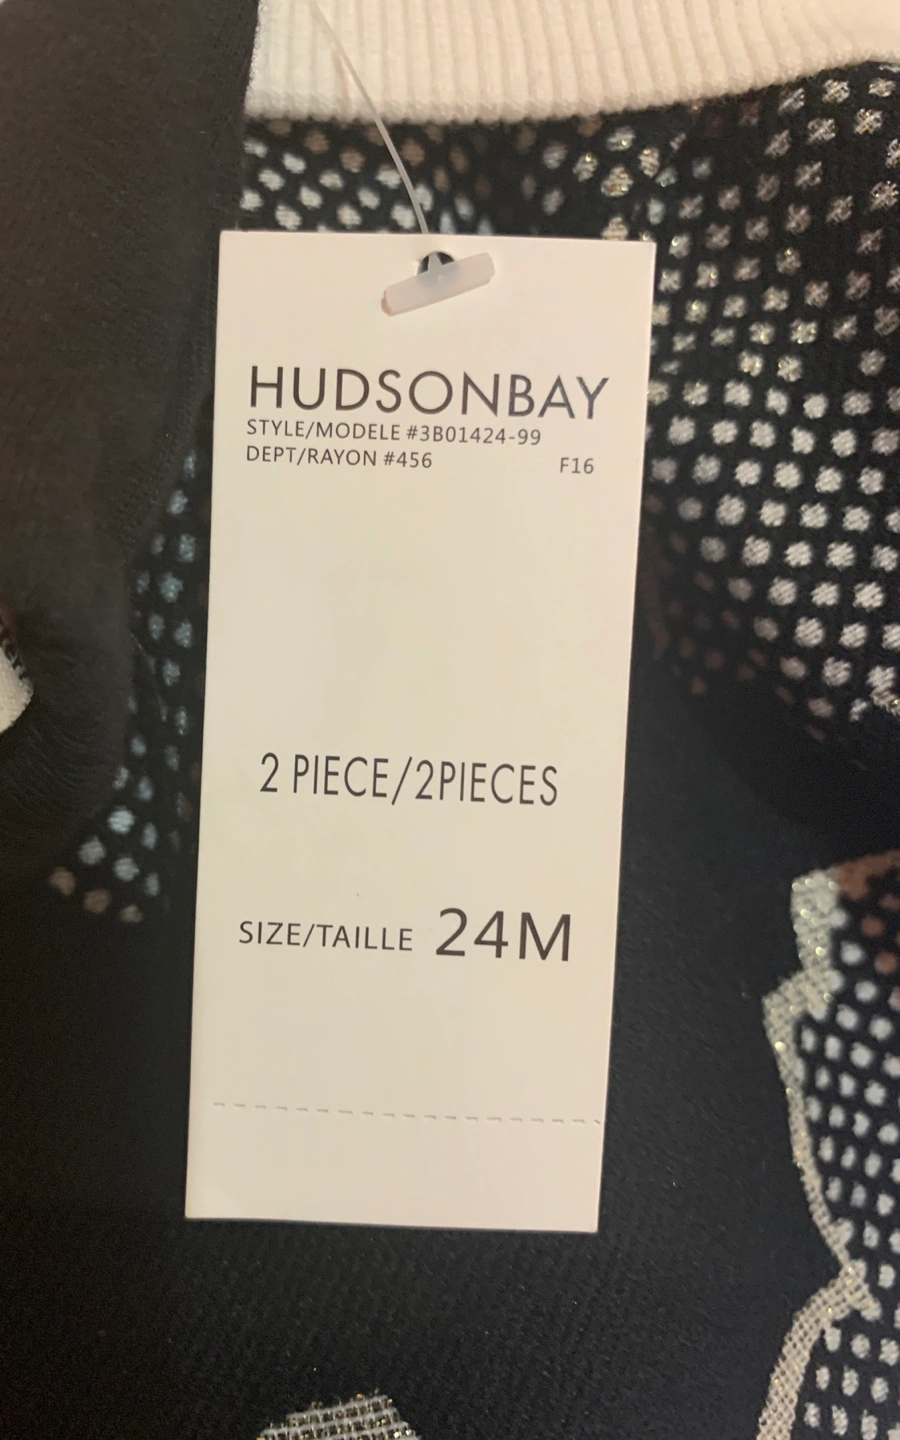 HUDSONBAY
STYLE/MODELE #3B01424-99
DEPT/RAYON #456 F16
2 PIECE/2PIECES
SIZE/TAILLE 24M